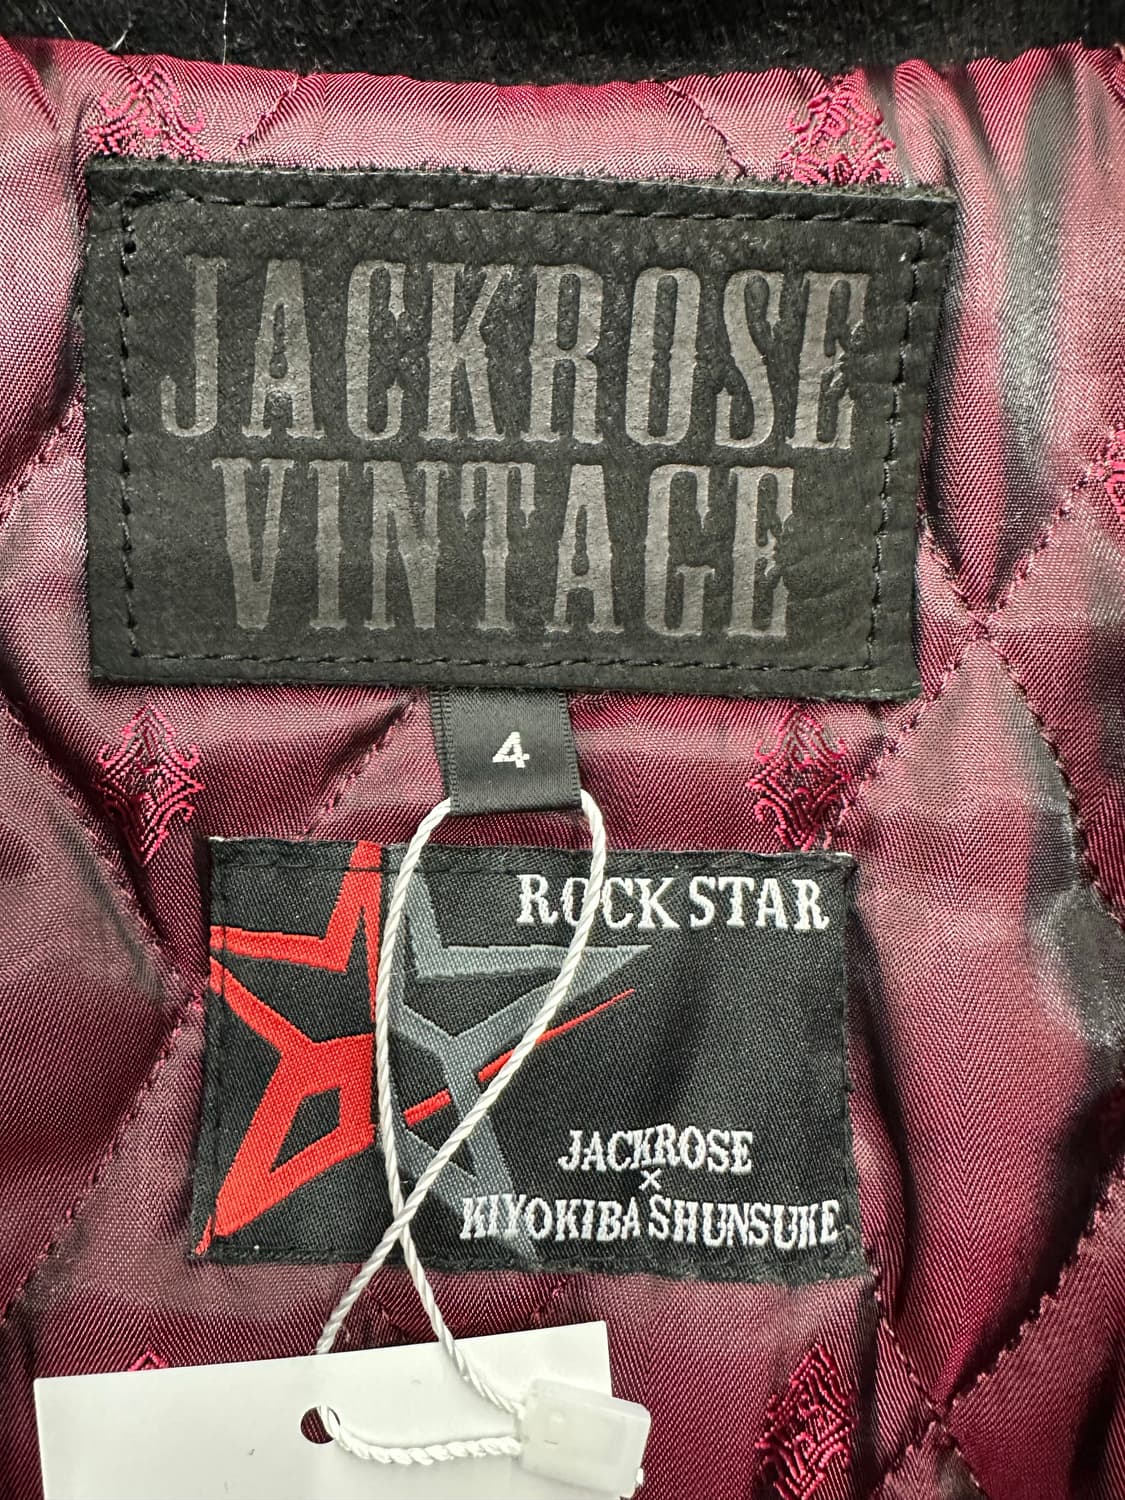 JACKROSE
VINTAGE
4
ROCK STAR
JACKROSE
×
KIYOKIBA SHUNSUKE